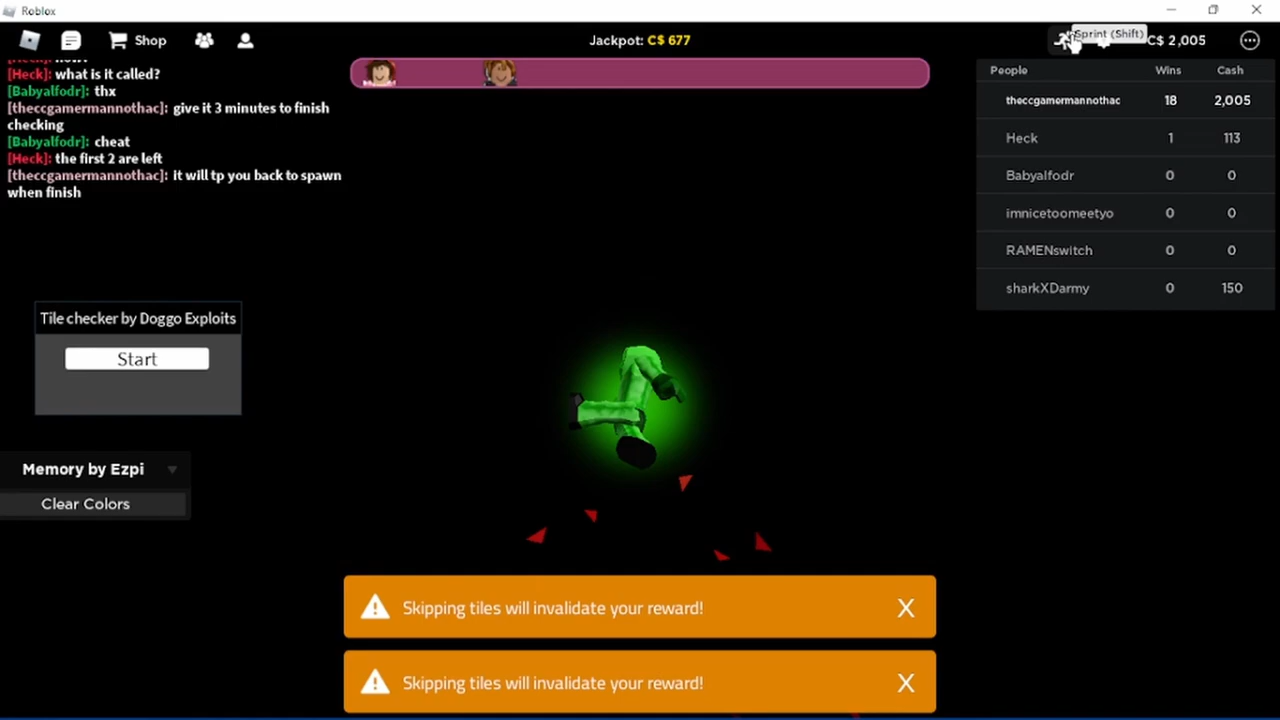 Roblox
Shop
Jackpot: C$ 677
Sprint (Shift)
C$ 2,005
[Heck]: what is it called?
[Babyalfodr]: thx
[theccgamermannothac]: give it 3 minutes to finish
checking
[Babyalfodr]: cheat
[Heck]: the first 2 are left
[theccgamermannothac]: it will tp you back to spawn
when finish
People Wins Cash
theccgamermannothac 18 2,005
Heck 1 113
Babyalfodr 0 0
imnicetoomeetyo 0 0
RAMENswitch 0 0
sharkXDarmy 0 150
Tile checker by Doggo Exploits
Start
Memory by Ezpi
Clear Colors
Skipping tiles will invalidate your reward! X
Skipping tiles will invalidate your reward! X